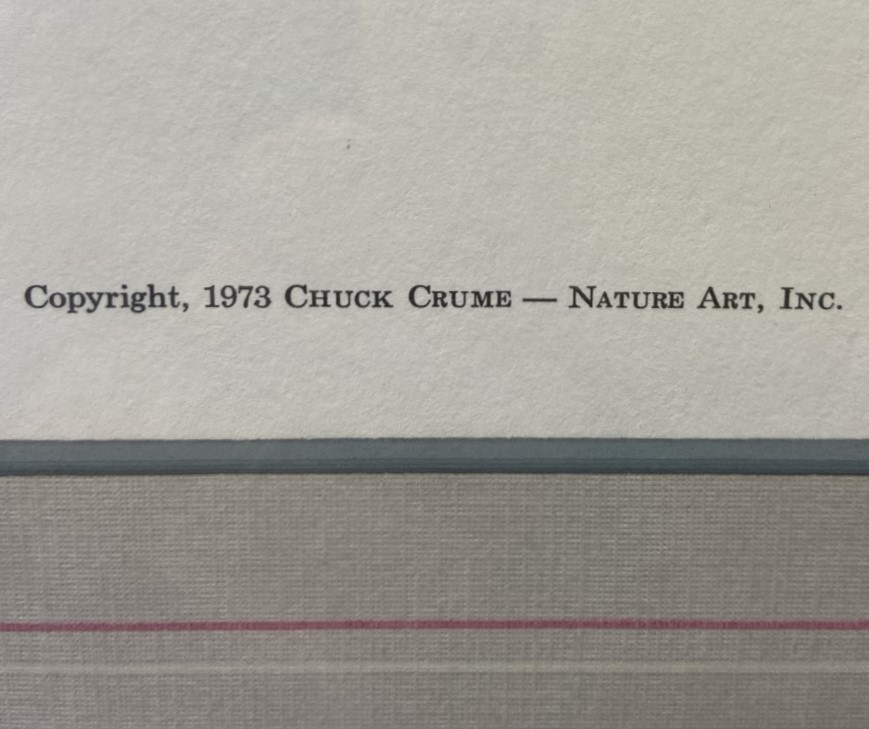 Copyright, 1973 CHUCK CRUME — NATURE ART, INC.